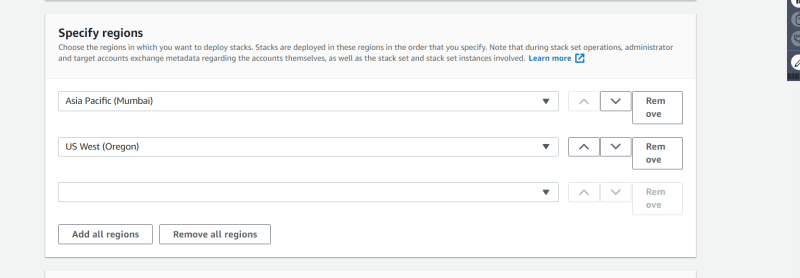 Specify regions
Choose the regions in which you want to deploy stacks. Stacks are deployed in these regions in the order that you specify. Note that during stack set operations, administrator
and target accounts exchange metadata regarding the accounts themselves, as well as the stack set and stack set instances involved. Learn more
Asia Pacific (Mumbai)
Rem
ove
US West (Oregon)
Rem
ove
Rem
ove
Add all regions Remove all regions